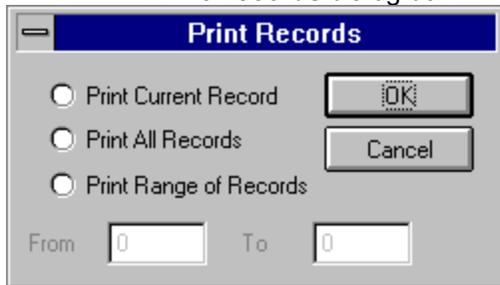 Print Records
Print Current Record
OK
Print All Records
Cancel
Print Range of Records
From 0 To 0